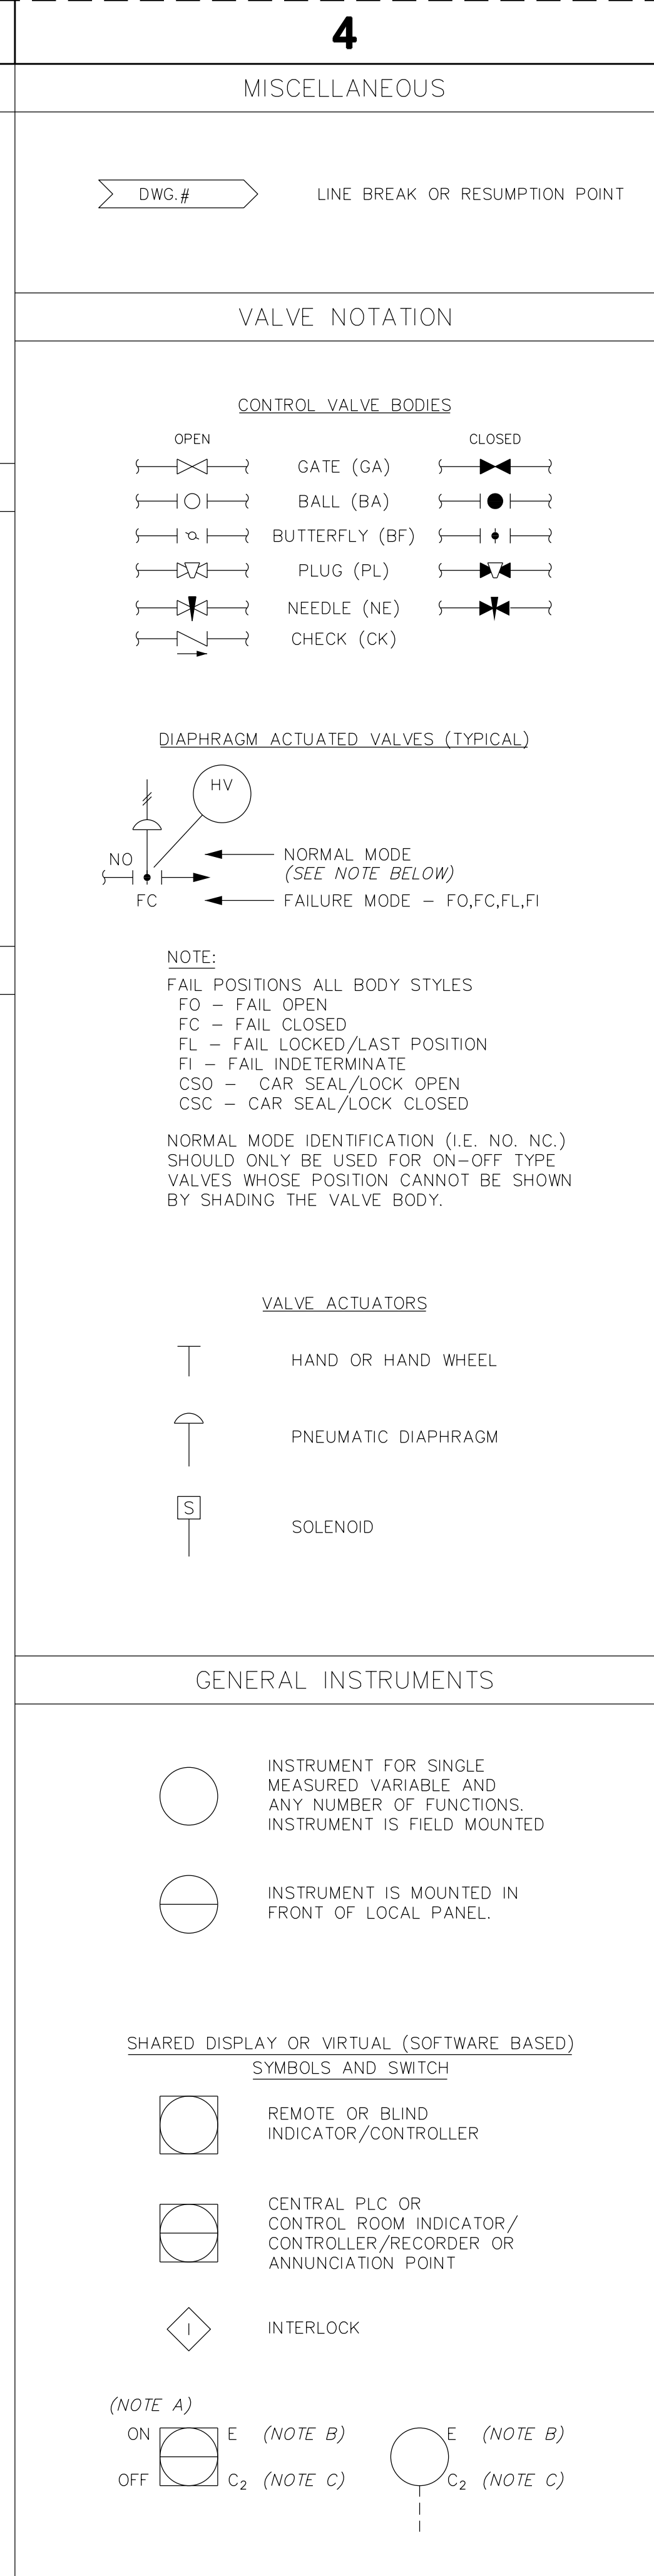 4
MISCELLANEOUS
DWG.# LINE BREAK OR RESUMPTION POINT
VALVE NOTATION
CONTROL VALVE BODIES
OPEN CLOSED
GATE (GA)
BALL (BA)
BUTTERFLY (BF)
PLUG (PL)
NEEDLE (NE)
CHECK (CK)
DIAPHRAGM ACTUATED VALVES (TYPICAL)
HV
NO NORMAL MODE
(SEE NOTE BELOW)
FC FAILURE MODE – FO,FC,FL,FI
NOTE:
FAIL POSITIONS ALL BODY STYLES
FO – FAIL OPEN
FC – FAIL CLOSED
FL – FAIL LOCKED/LAST POSITION
FI – FAIL INDETERMINATE
CSO – CAR SEAL/LOCK OPEN
CSC – CAR SEAL/LOCK CLOSED
NORMAL MODE IDENTIFICATION (I.E. NO. NC.)
SHOULD ONLY BE USED FOR ON–OFF TYPE
VALVES WHOSE POSITION CANNOT BE SHOWN
BY SHADING THE VALVE BODY.
VALVE ACTUATORS
HAND OR HAND WHEEL
PNEUMATIC DIAPHRAGM
S
SOLENOID
GENERAL INSTRUMENTS
INSTRUMENT FOR SINGLE
MEASURED VARIABLE AND
ANY NUMBER OF FUNCTIONS.
INSTRUMENT IS FIELD MOUNTED
INSTRUMENT IS MOUNTED IN
FRONT OF LOCAL PANEL.
SHARED DISPLAY OR VIRTUAL (SOFTWARE BASED)
SYMBOLS AND SWITCH
REMOTE OR BLIND
INDICATOR/CONTROLLER
CENTRAL PLC OR
CONTROL ROOM INDICATOR/
CONTROLLER/RECORDER OR
ANNUNCIATION POINT
I INTERLOCK
(NOTE A)
ON E (NOTE B) E (NOTE B)
OFF C₂ (NOTE C) C₂ (NOTE C)